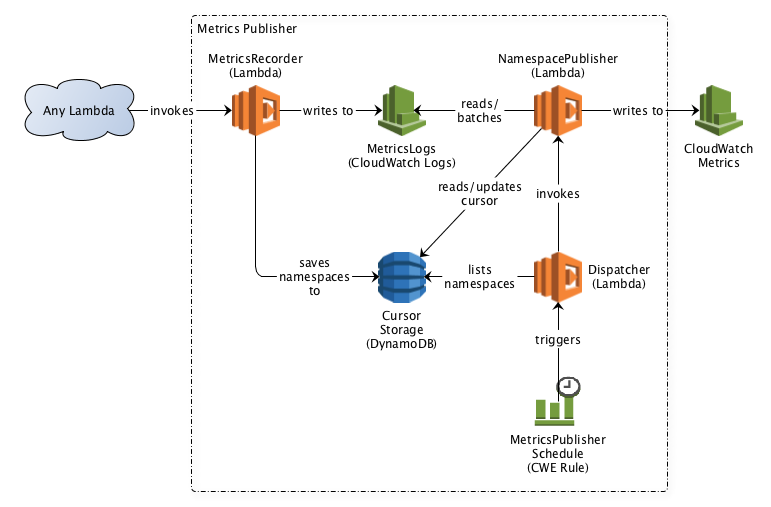 Metrics Publisher
MetricsRecorder
(Lambda)
NamespacePublisher
(Lambda)
Any Lambda
invokes
writes to
reads/
batches
writes to
MetricsLogs
(CloudWatch Logs)
CloudWatch
Metrics
reads/updates
cursor
invokes
saves
namespaces
to
lists
namespaces
Dispatcher
(Lambda)
Cursor
Storage
(DynamoDB)
triggers
MetricsPublisher
Schedule
(CWE Rule)